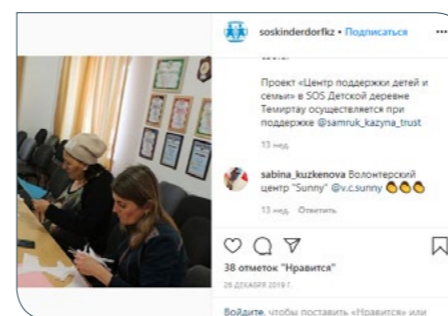 soskinderdorfkz • Подписаться
Проект «Центр поддержки детей и
семьи» в SOS Детской деревне
Темиртау осуществляется при
поддержке @samruk_kazyna_trust
13 нед.
sabina_kuzkenova Волонтерский
центр "Sunny" @v.c.sunny 👏👏👏
13 нед. Ответить
38 отметок "Нравится"
26 ДЕКАБРЯ 2019 Г.
Войдите, чтобы поставить «Нравится» или